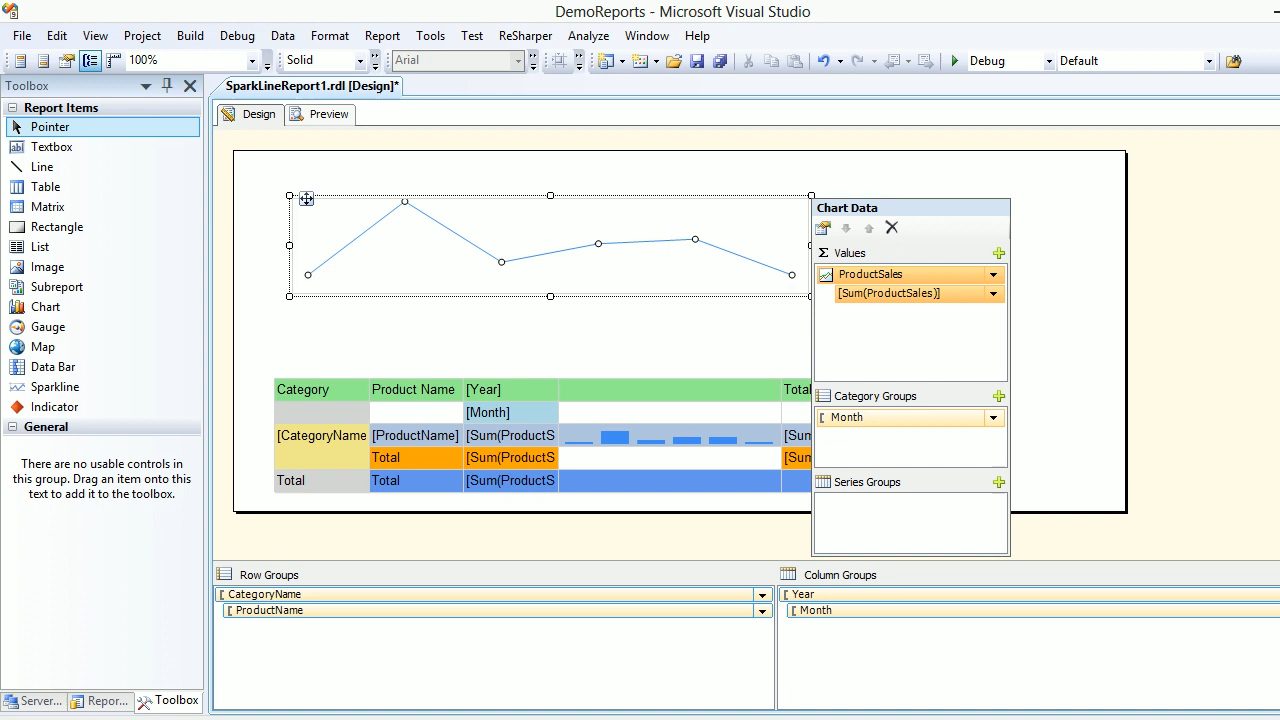 DemoReports - Microsoft Visual Studio
File Edit View Project Build Debug Data Format Report Tools Test ReSharper Analyze Window Help
100% Solid Arial Debug Default
Toolbox
SparkLineReport1.rdl [Design]*
Design Preview
Report Items
Pointer
Textbox
Line
Table
Matrix
Rectangle
List
Image
Subreport
Chart
Gauge
Map
Data Bar
Sparkline
Indicator
General
There are no usable controls in
this group. Drag an item onto this
text to add it to the toolbox.
Server... Repor... Toolbox
Chart Data
Σ Values
ProductSales
[Sum(ProductSales)]
Category Groups
Month
Series Groups
Category Product Name [Year] Total
[Month]
[CategoryName [ProductName] [Sum(ProductS [Sum
Total [Sum(ProductS [Sum
Total Total [Sum(ProductS
Row Groups
CategoryName
ProductName
Column Groups
Year
Month